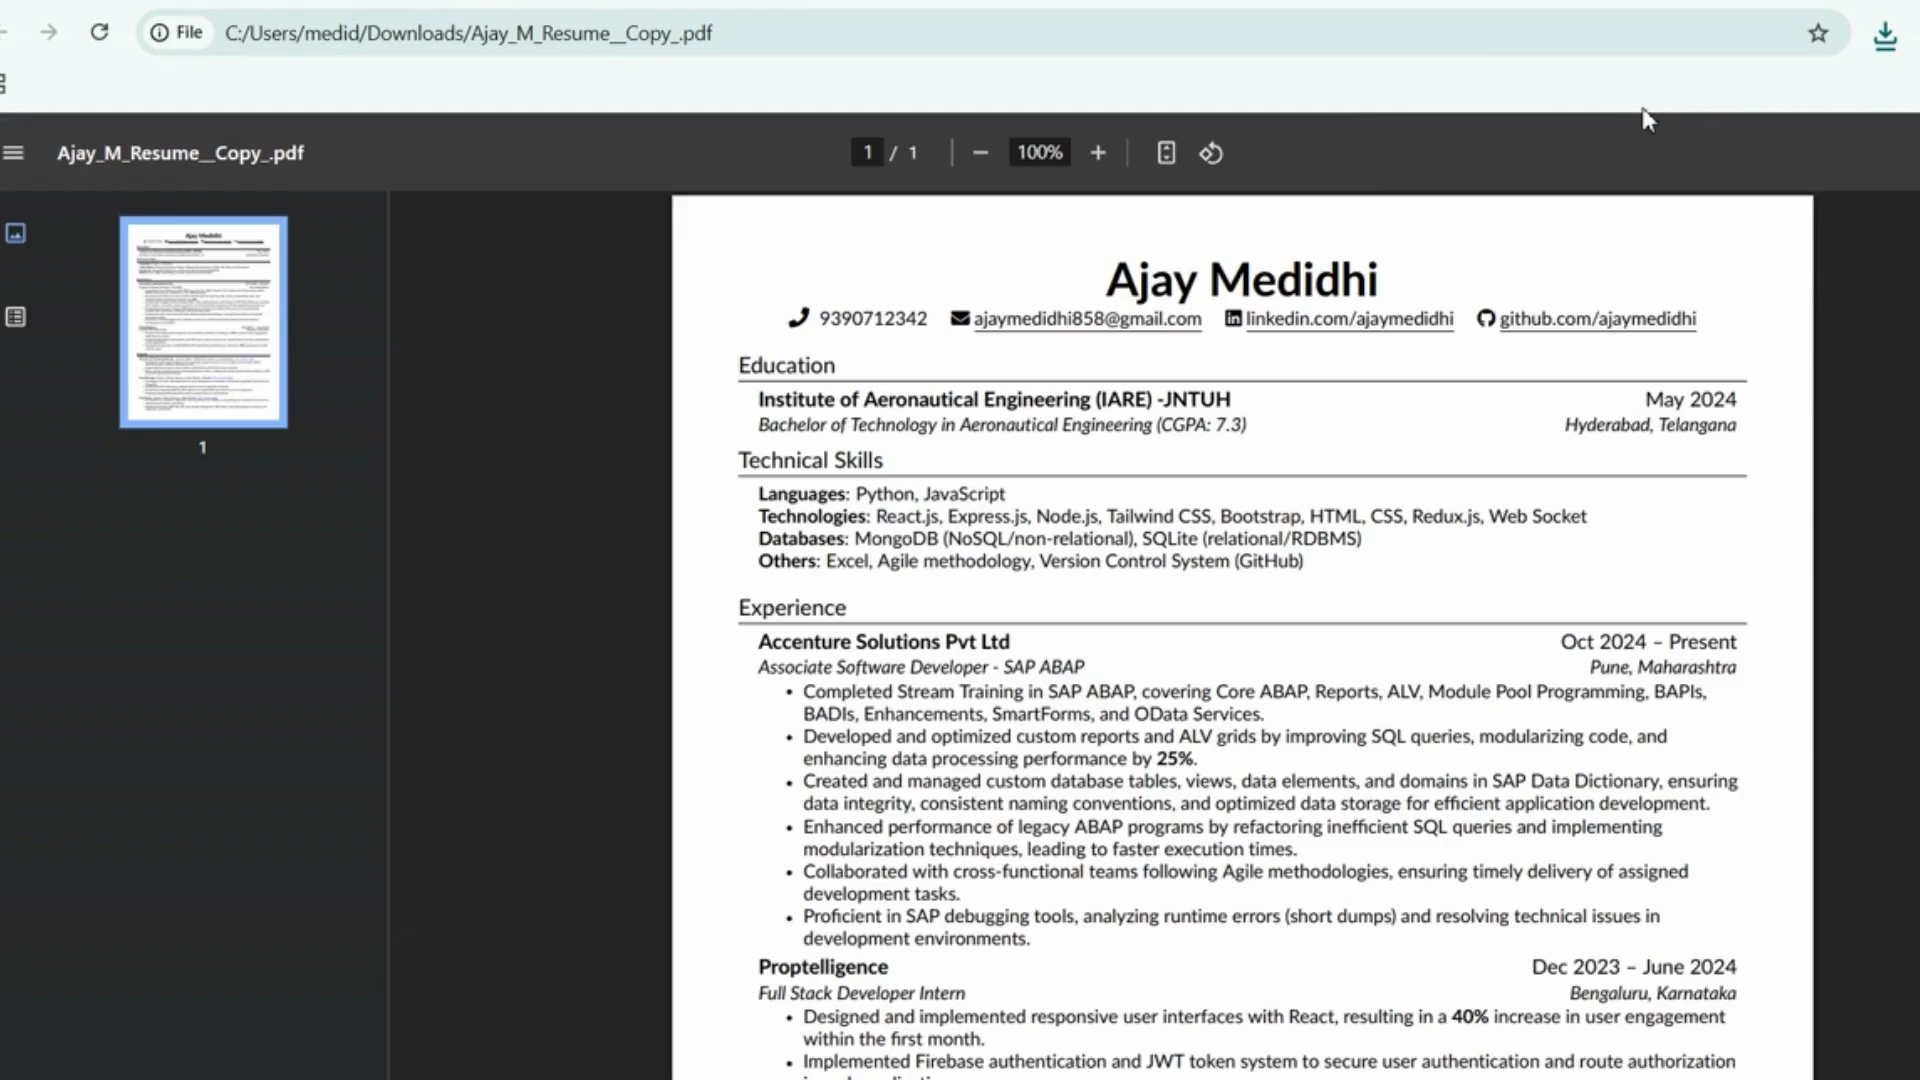 File C:/Users/medid/Downloads/Ajay_M_Resume__Copy_.pdf
Ajay_M_Resume__Copy_.pdf 1 / 1 100%
1
Ajay Medidhi
9390712342 ajaymedidhi858@gmail.com linkedin.com/ajaymedidhi github.com/ajaymedidhi
Education
Institute of Aeronautical Engineering (IARE) -JNTUH May 2024
Bachelor of Technology in Aeronautical Engineering (CGPA: 7.3) Hyderabad, Telangana
Technical Skills
Languages: Python, JavaScript
Technologies: React.js, Express.js, Node.js, Tailwind CSS, Bootstrap, HTML, CSS, Redux.js, Web Socket
Databases: MongoDB (NoSQL/non-relational), SQLite (relational/RDBMS)
Others: Excel, Agile methodology, Version Control System (GitHub)
Experience
Accenture Solutions Pvt Ltd Oct 2024 – Present
Associate Software Developer - SAP ABAP Pune, Maharashtra
• Completed Stream Training in SAP ABAP, covering Core ABAP, Reports, ALV, Module Pool Programming, BAPIs,
BADIs, Enhancements, SmartForms, and OData Services.
• Developed and optimized custom reports and ALV grids by improving SQL queries, modularizing code, and
enhancing data processing performance by 25%.
• Created and managed custom database tables, views, data elements, and domains in SAP Data Dictionary, ensuring
data integrity, consistent naming conventions, and optimized data storage for efficient application development.
• Enhanced performance of legacy ABAP programs by refactoring inefficient SQL queries and implementing
modularization techniques, leading to faster execution times.
• Collaborated with cross-functional teams following Agile methodologies, ensuring timely delivery of assigned
development tasks.
• Proficient in SAP debugging tools, analyzing runtime errors (short dumps) and resolving technical issues in
development environments.
Proptelligence Dec 2023 – June 2024
Full Stack Developer Intern Bengaluru, Karnataka
• Designed and implemented responsive user interfaces with React, resulting in a 40% increase in user engagement
within the first month.
• Implemented Firebase authentication and JWT token system to secure user authentication and route authorization